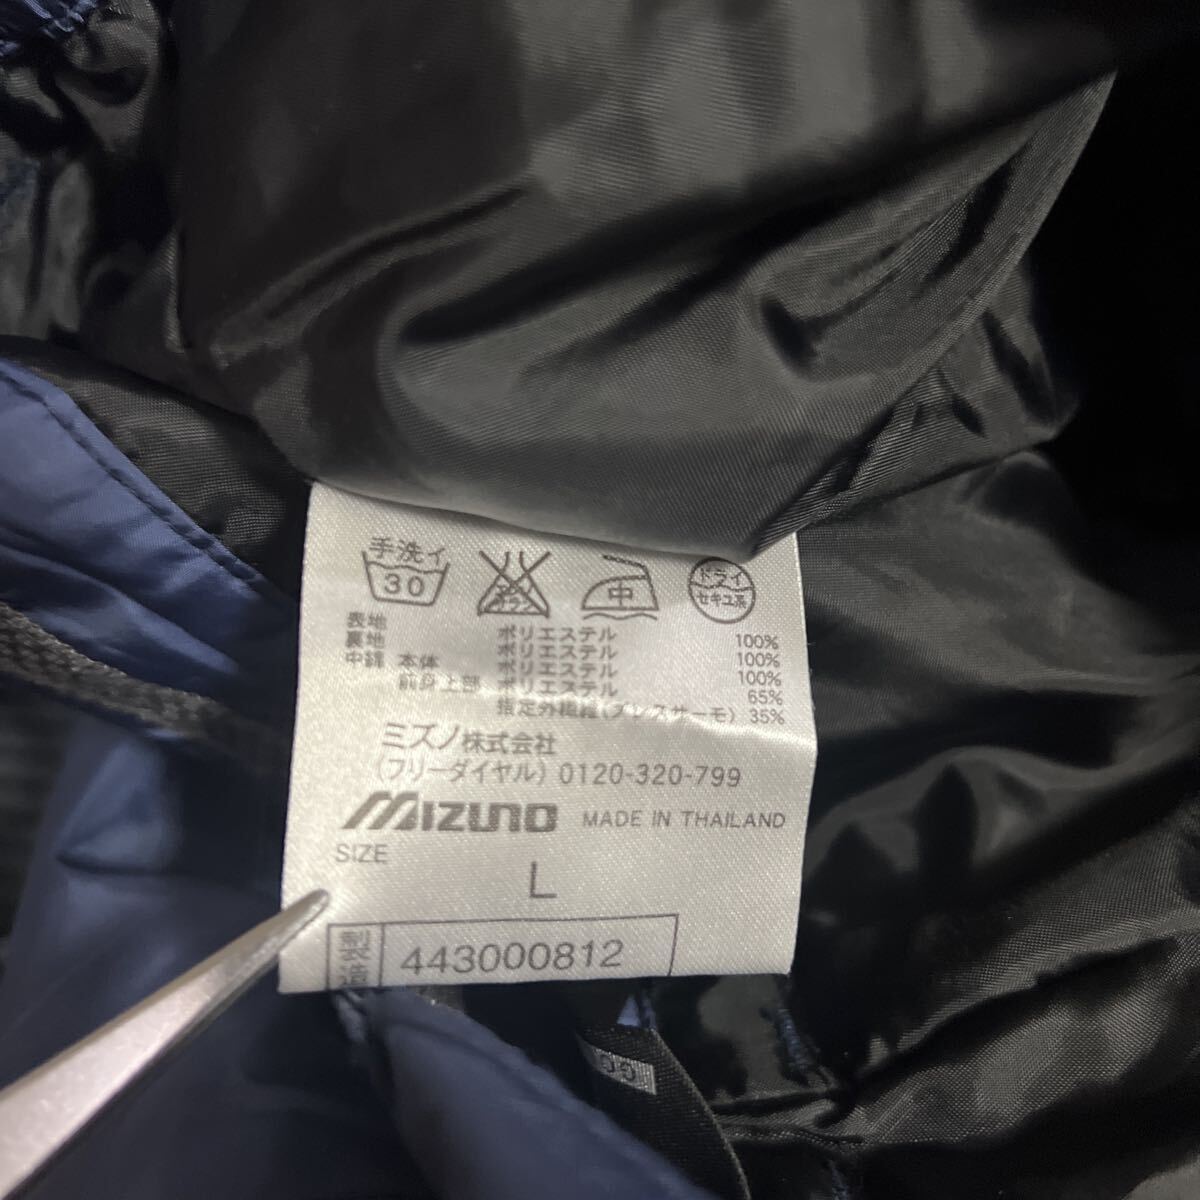 手洗イ
30
中
ドライ
セキユ系
表地 ポリエステル 100%
裏地 ポリエステル 100%
中綿 本体 ポリエステル 100%
前身上部 ポリエステル 65%
指定外繊維(ブレスサーモ) 35%
ミズノ株式会社
(フリーダイヤル) 0120-320-799
MIZUNO MADE IN THAILAND
SIZE
L
製造 443000812